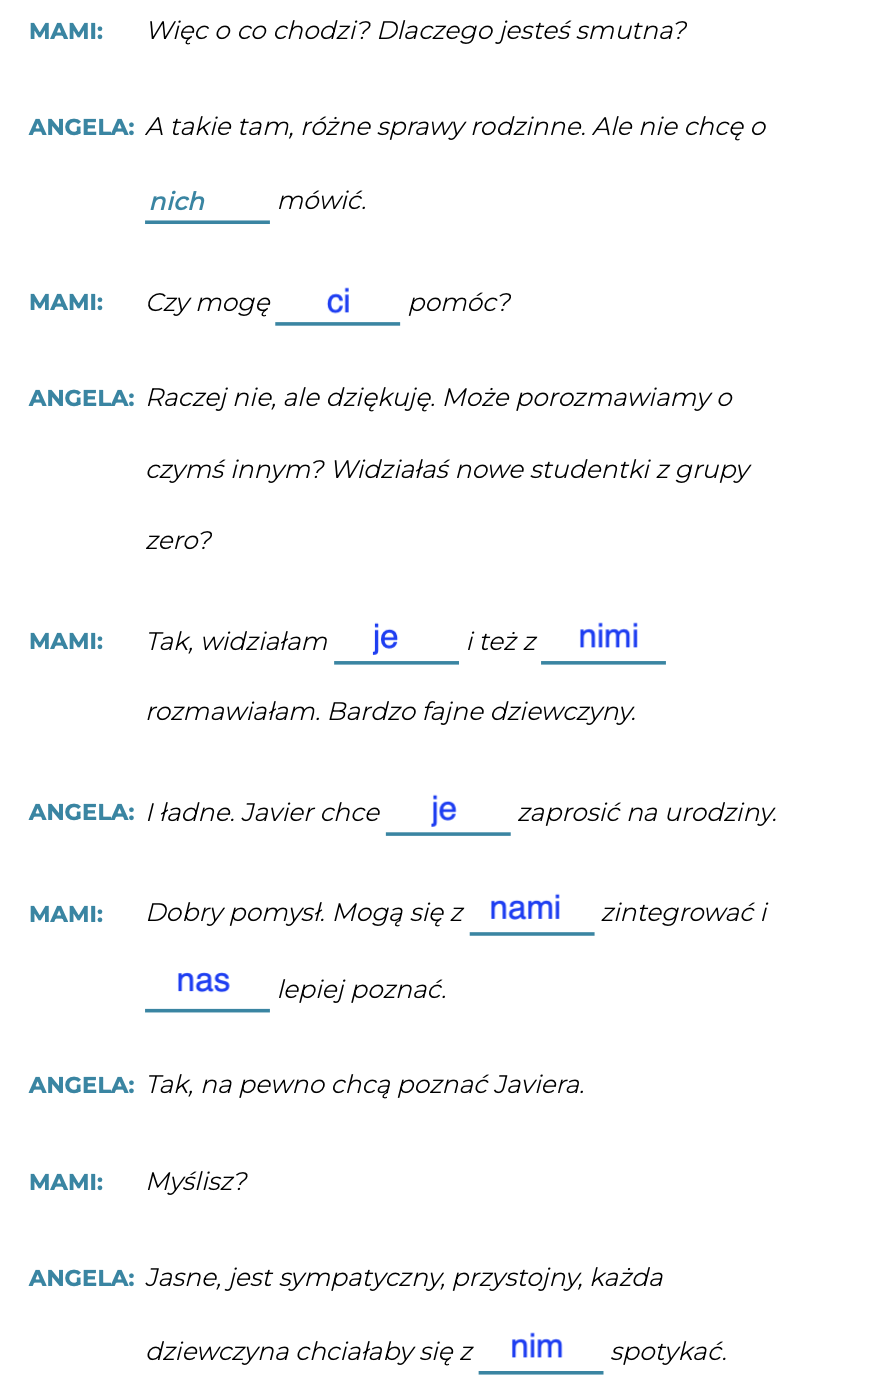 MAMI: Więc o co chodzi? Dlaczego jesteś smutna?
ANGELA: A takie tam, różne sprawy rodzinne. Ale nie chcę o
nich mówić.
MAMI: Czy mogę ci pomóc?
ANGELA: Raczej nie, ale dziękuję. Może porozmawiamy o
czymś innym? Widziałaś nowe studentki z grupy
zero?
MAMI: Tak, widziałam je i też z nimi
rozmawiałam. Bardzo fajne dziewczyny.
ANGELA: I ładne. Javier chce je zaprosić na urodziny.
MAMI: Dobry pomysł. Mogą się z nami zintegrować i
nas lepiej poznać.
ANGELA: Tak, na pewno chcą poznać Javiera.
MAMI: Myślisz?
ANGELA: Jasne, jest sympatyczny, przystojny, każda
dziewczyna chciałaby się z nim spotykać.